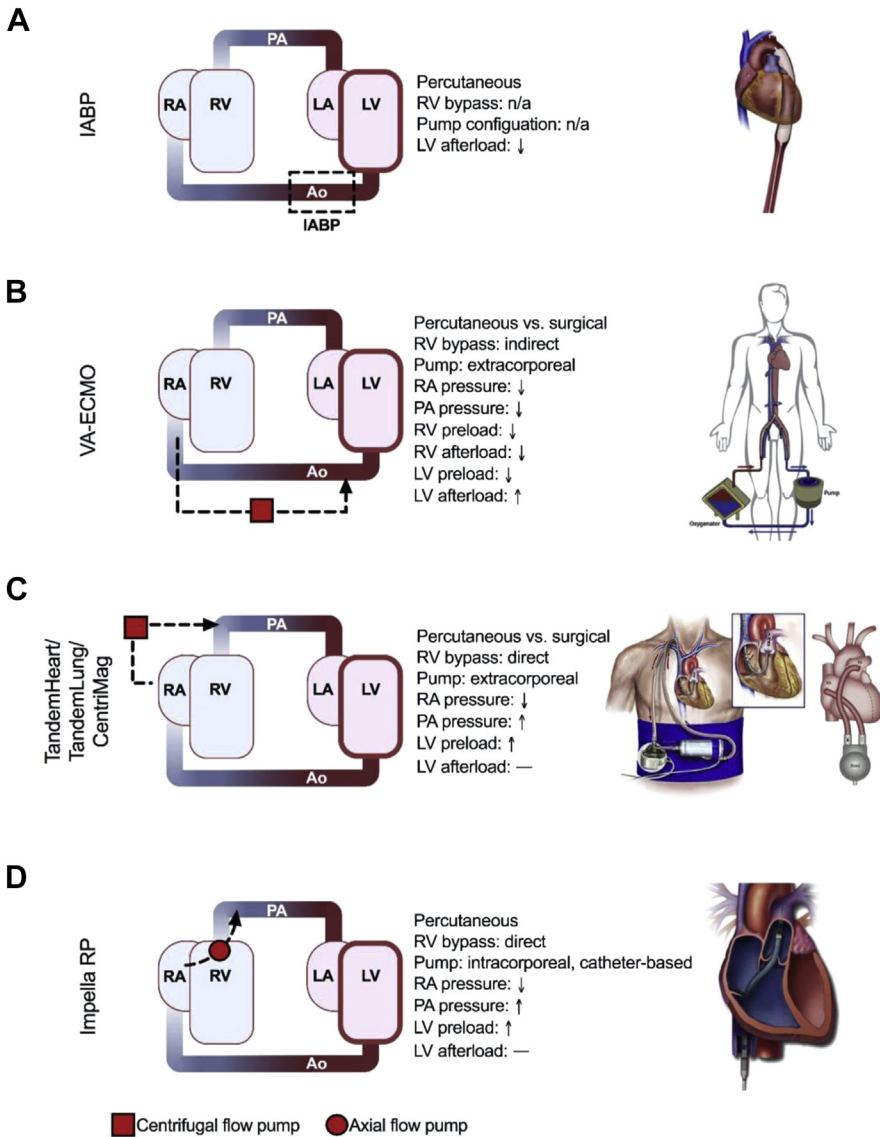 A
IABP
PA
RA
RV
LA
LV
Ao
IABP
Percutaneous
RV bypass: n/a
Pump configuation: n/a
LV afterload: ↓
B
VA-ECMO
PA
RA
RV
LA
LV
Ao
Percutaneous vs. surgical
RV bypass: indirect
Pump: extracorporeal
RA pressure: ↓
PA pressure: ↓
RV preload: ↓
RV afterload: ↓
LV preload: ↓
LV afterload: ↑
Pump
Oxygenator
C
TandemHeart/
TandemLung/
CentriMag
PA
RA
RV
LA
LV
Ao
Percutaneous vs. surgical
RV bypass: direct
Pump: extracorporeal
RA pressure: ↓
PA pressure: ↑
LV preload: ↑
LV afterload: —
D
Impella RP
PA
RA
RV
LA
LV
Ao
Percutaneous
RV bypass: direct
Pump: intracorporeal, catheter-based
RA pressure: ↓
PA pressure: ↑
LV preload: ↑
LV afterload: —
Centrifugal flow pump
Axial flow pump